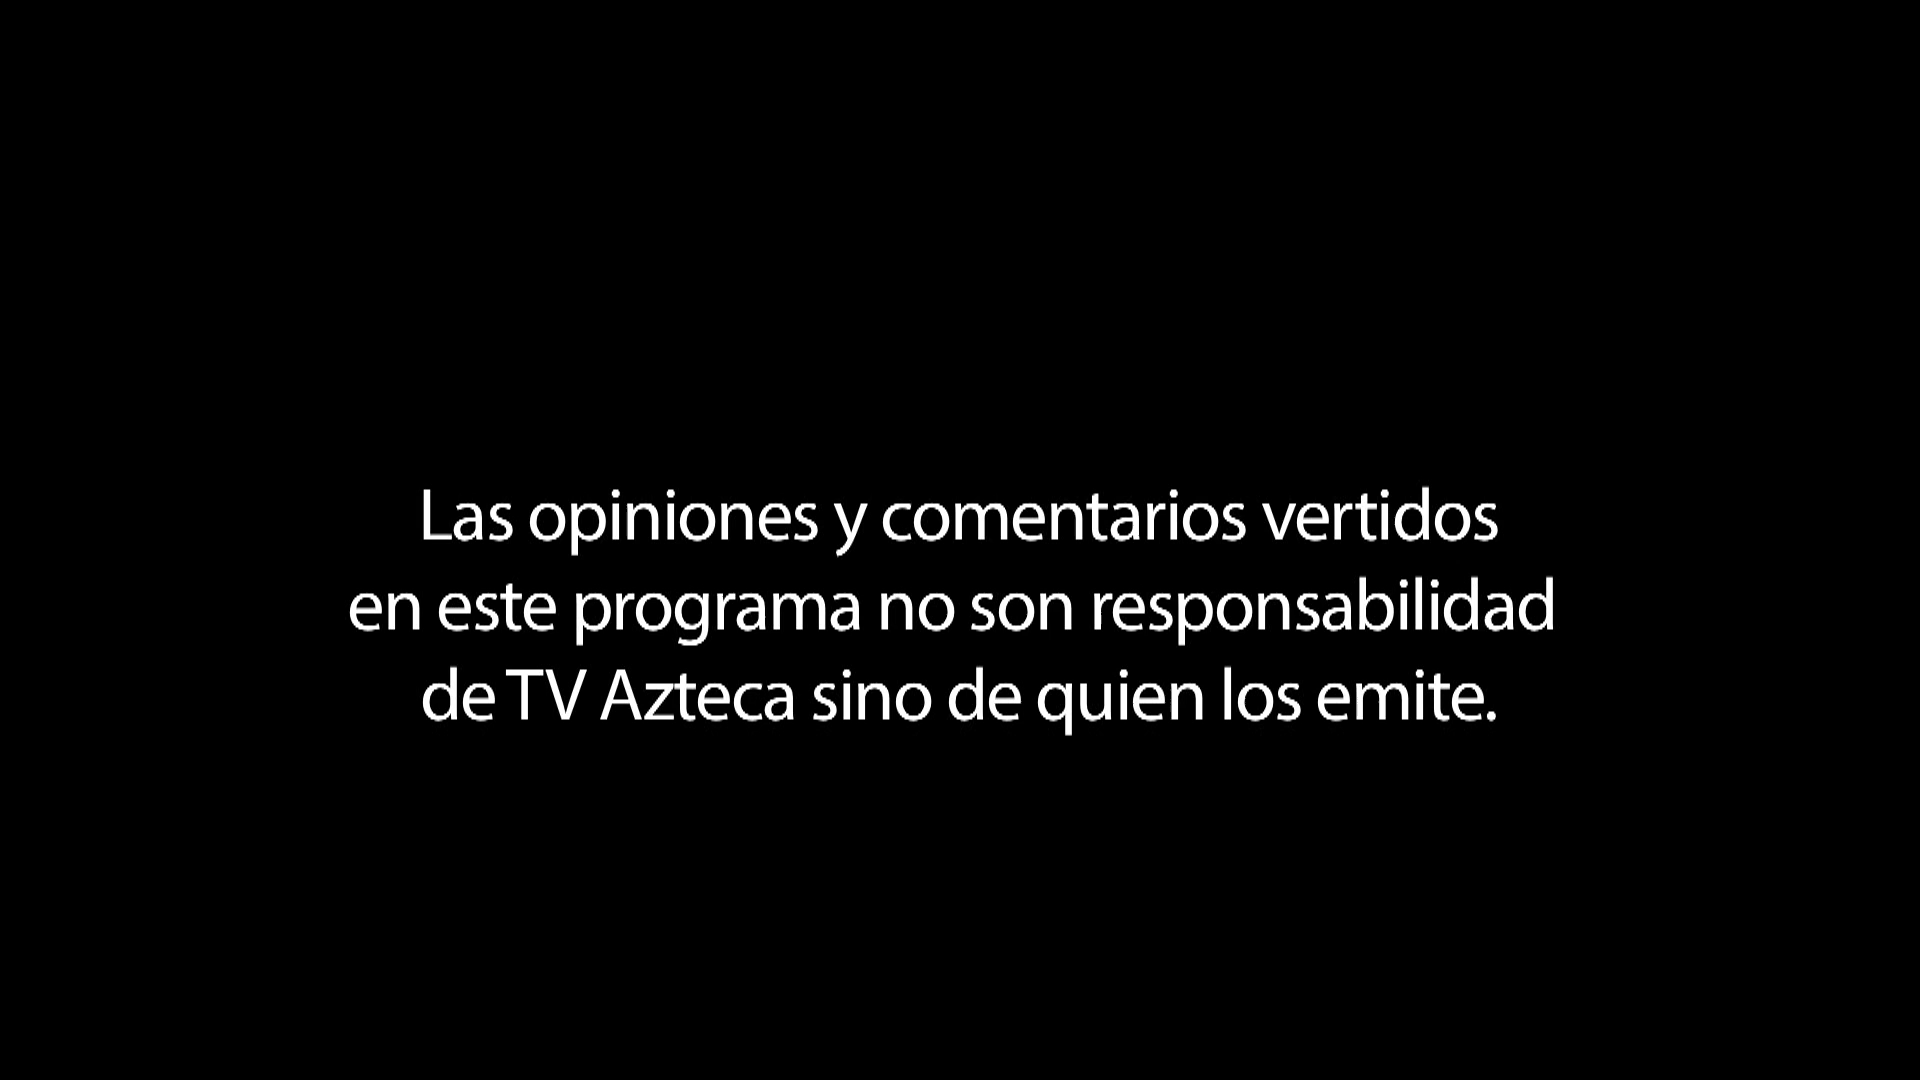 Las opiniones y comentarios vertidos
en este programa no son responsabilidad
de TV Azteca sino de quien los emite.